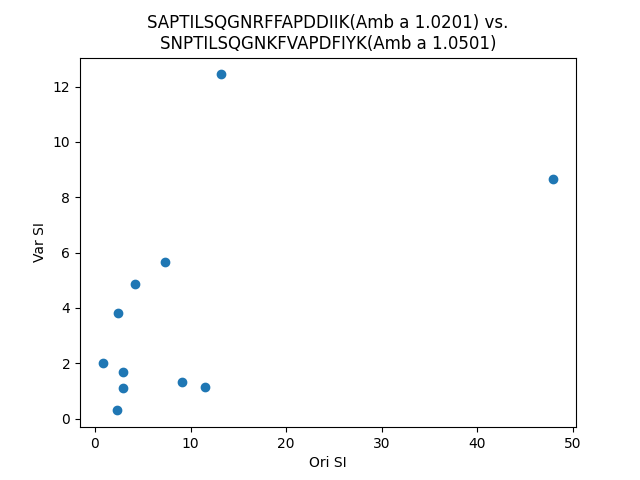 SAPTILSQGNRFFAPDDIIK(Amb a 1.0201) vs.
SNPTILSQGNKFVAPDFIYK(Amb a 1.0501)
12
10
8
6
4
2
0
Var SI
0 10 20 30 40 50
Ori SI